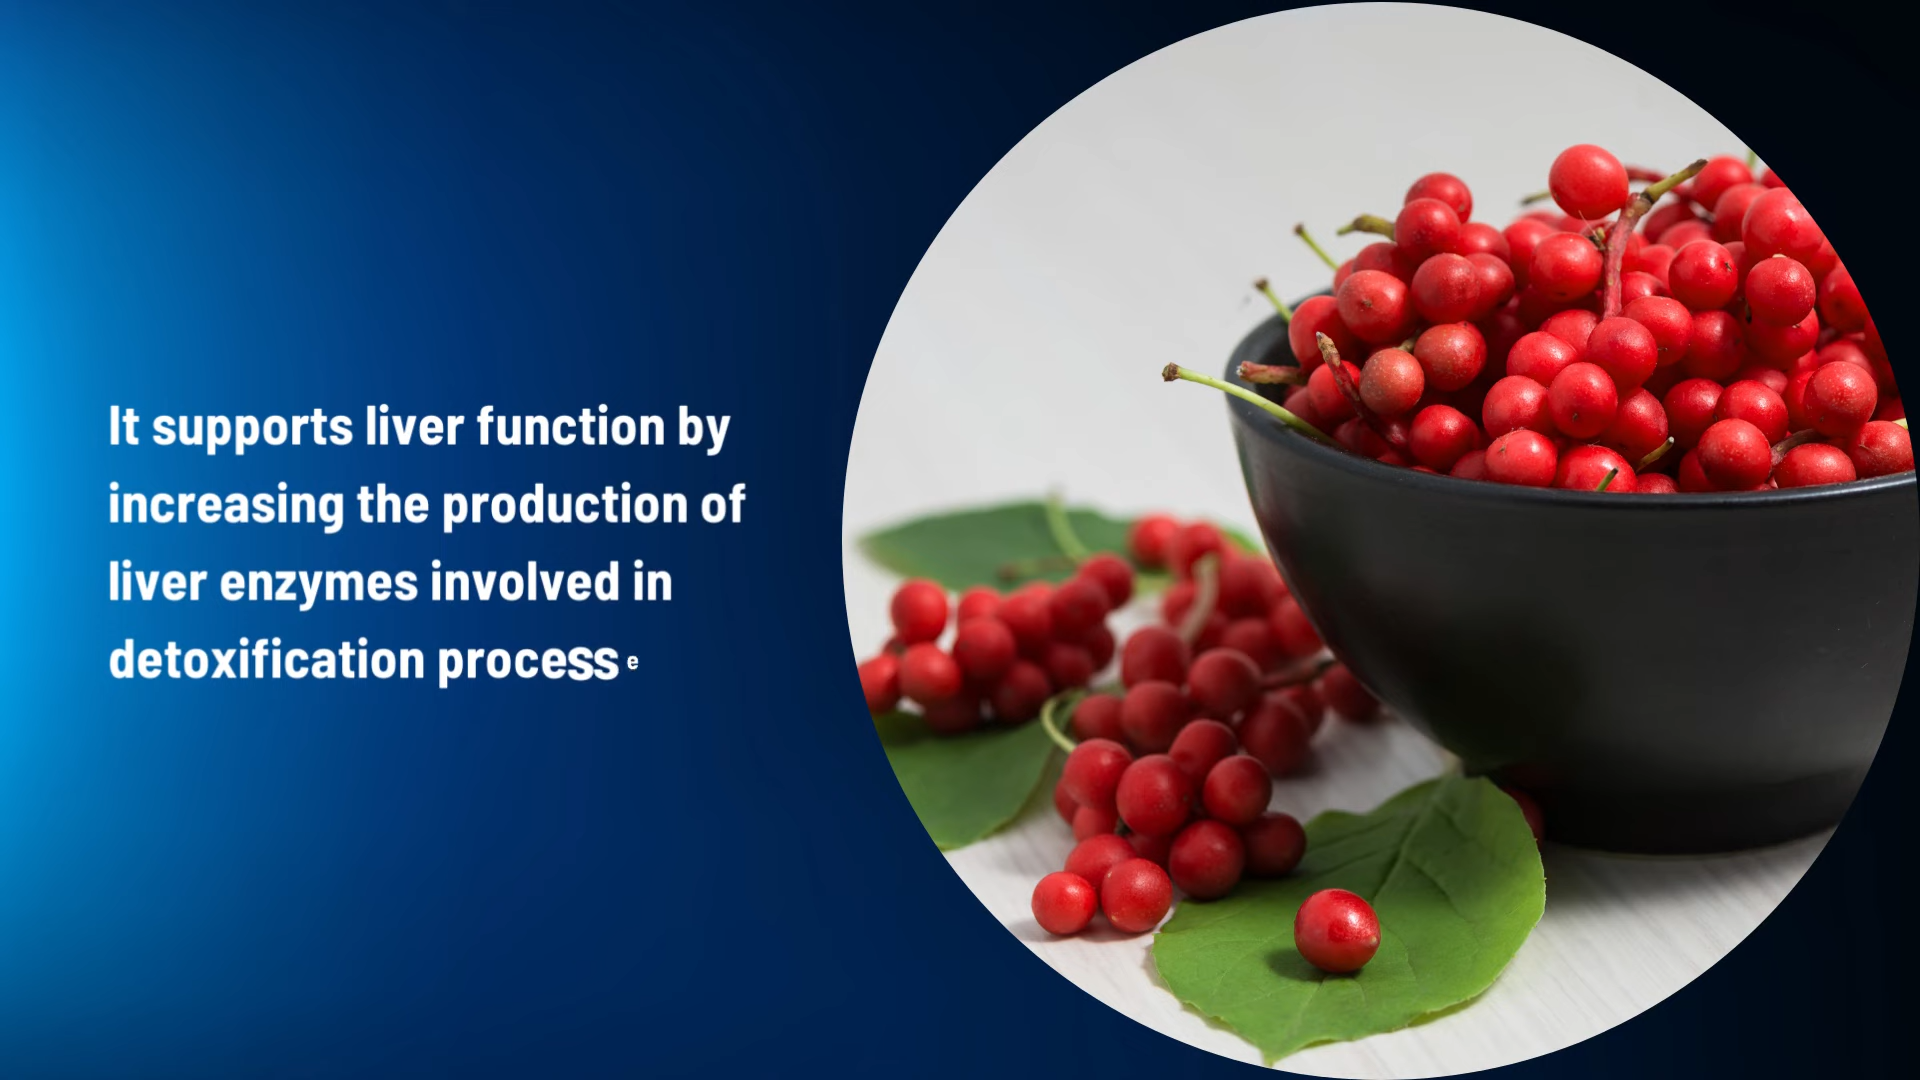 It supports liver function by
increasing the production of
liver enzymes involved in
detoxification process e